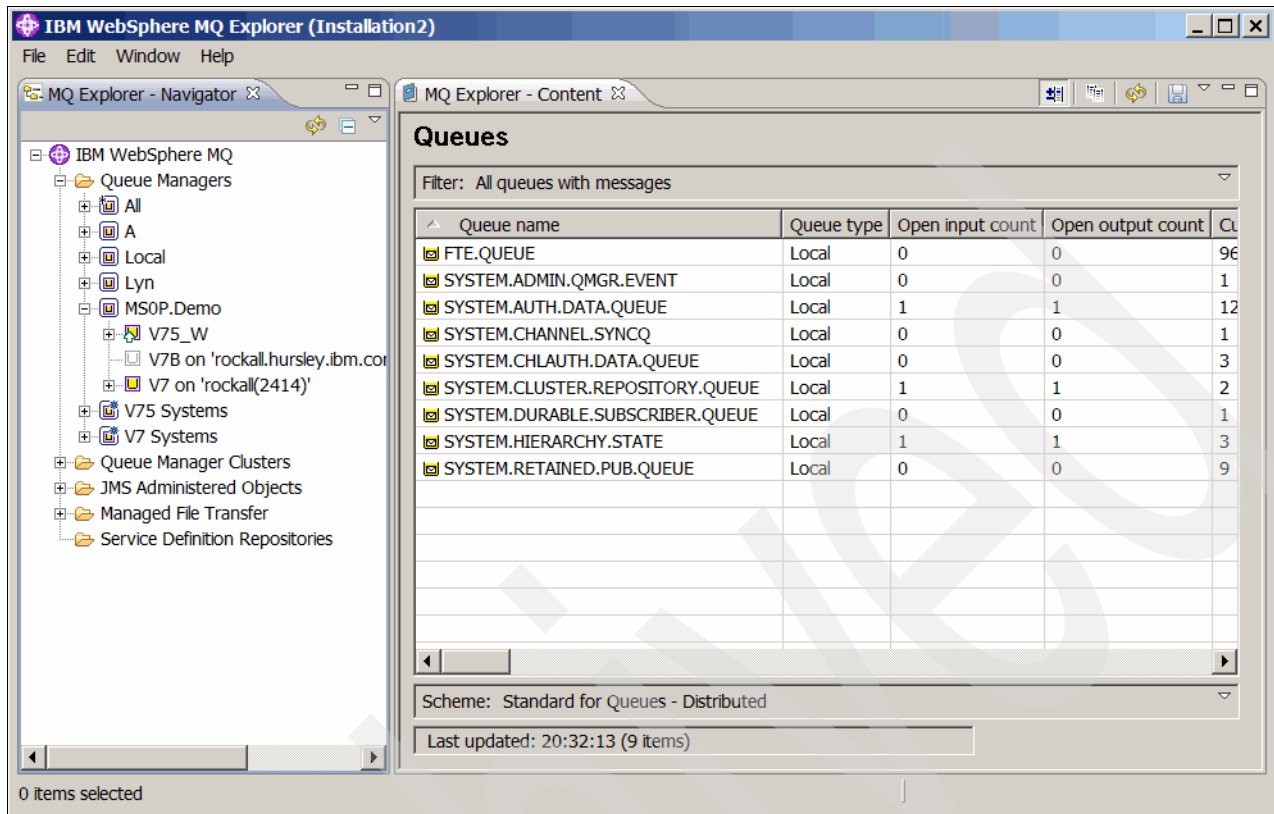 IBM WebSphere MQ Explorer (Installation2)
File Edit Window Help
MQ Explorer - Navigator
IBM WebSphere MQ
Queue Managers
All
A
Local
Lyn
MS0P.Demo
V75_W
V7B on 'rockall.hursley.ibm.cor
V7 on 'rockall(2414)'
V75 Systems
V7 Systems
Queue Manager Clusters
JMS Administered Objects
Managed File Transfer
Service Definition Repositories
MQ Explorer - Content
Queues
Filter: All queues with messages
Queue name Queue type Open input count Open output count Cu
FTE.QUEUE Local 0 0 96
SYSTEM.ADMIN.QMGR.EVENT Local 0 0 1
SYSTEM.AUTH.DATA.QUEUE Local 1 1 12
SYSTEM.CHANNEL.SYNCQ Local 0 0 1
SYSTEM.CHLAUTH.DATA.QUEUE Local 0 0 3
SYSTEM.CLUSTER.REPOSITORY.QUEUE Local 1 1 2
SYSTEM.DURABLE.SUBSCRIBER.QUEUE Local 0 0 1
SYSTEM.HIERARCHY.STATE Local 1 1 3
SYSTEM.RETAINED.PUB.QUEUE Local 0 0 9
Scheme: Standard for Queues - Distributed
Last updated: 20:32:13 (9 items)
0 items selected